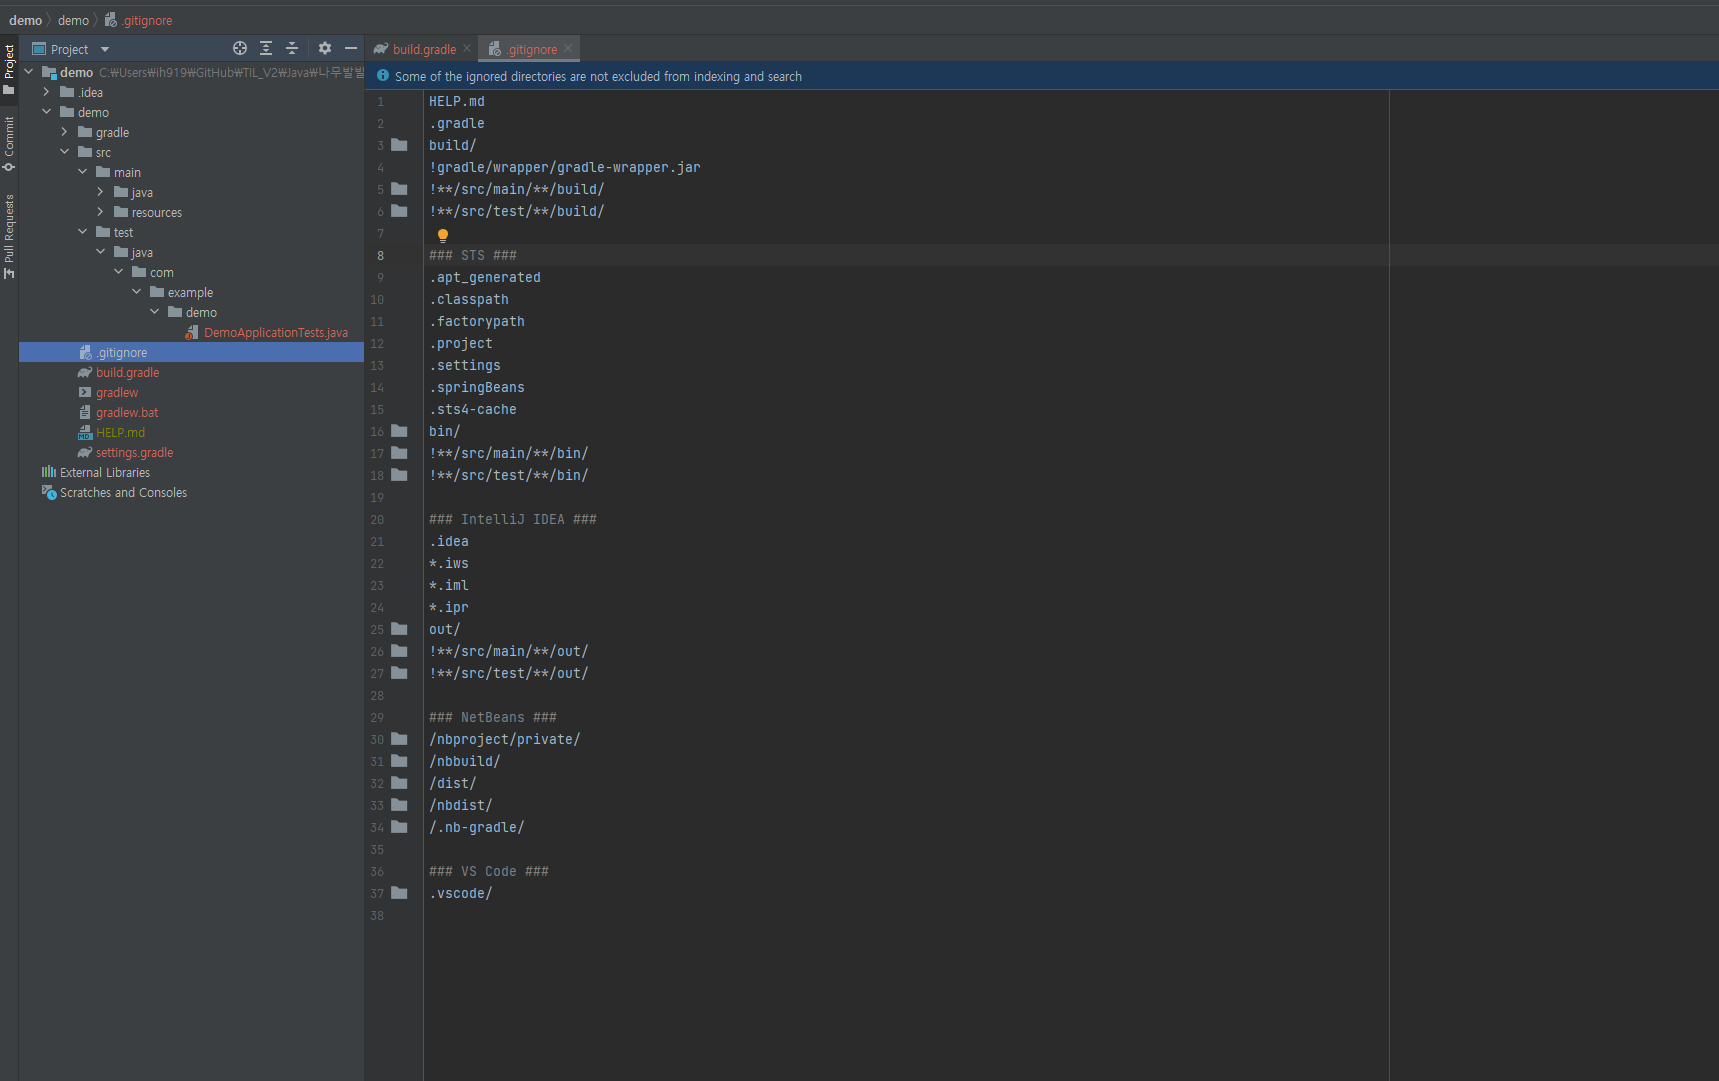 demo 〉 demo 〉 .gitignore
Project
Commit
Pull Requests
Project
demo C:₩Users₩ih919₩GitHub₩TIL_V2₩Java₩나무발발
.idea
demo
gradle
src
main
java
resources
test
java
com
example
demo
DemoApplicationTests.java
.gitignore
build.gradle
gradlew
gradlew.bat
HELP.md
settings.gradle
External Libraries
Scratches and Consoles
build.gradle .gitignore
Some of the ignored directories are not excluded from indexing and search
1 HELP.md
2 .gradle
3 build/
4 !gradle/wrapper/gradle-wrapper.jar
5 !**/src/main/**/build/
6 !**/src/test/**/build/
7
8 ### STS ###
9 .apt_generated
10 .classpath
11 .factorypath
12 .project
13 .settings
14 .springBeans
15 .sts4-cache
16 bin/
17 !**/src/main/**/bin/
18 !**/src/test/**/bin/
19
20 ### IntelliJ IDEA ###
21 .idea
22 *.iws
23 *.iml
24 *.ipr
25 out/
26 !**/src/main/**/out/
27 !**/src/test/**/out/
28
29 ### NetBeans ###
30 /nbproject/private/
31 /nbbuild/
32 /dist/
33 /nbdist/
34 /.nb-gradle/
35
36 ### VS Code ###
37 .vscode/
38